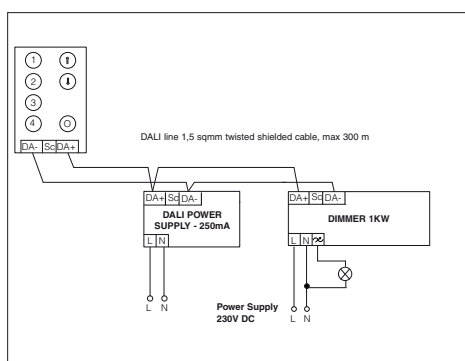 1
2
3
4 O
DA- Sc DA+
DALI line 1,5 sqmm twisted shielded cable, max 300 m
DA+ Sc DA-
DALI POWER
SUPPLY - 250mA
L N
DA+ Sc DA-
DIMMER 1KW
L N
L N
Power Supply
230V DC
L N